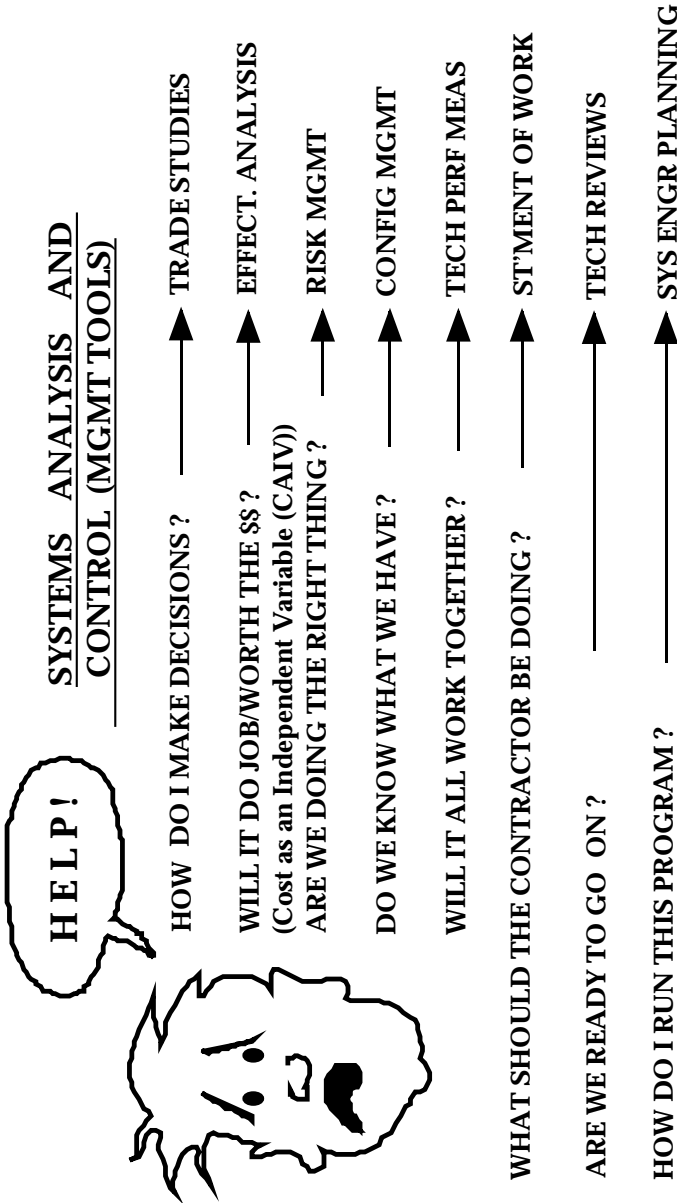 H E L P !
SYSTEMS ANALYSIS AND
CONTROL (MGMT TOOLS)
HOW DO I MAKE DECISIONS ? TRADE STUDIES
WILL IT DO JOB/WORTH THE $$ ? EFFECT. ANALYSIS
(Cost as an Independent Variable (CAIV))
ARE WE DOING THE RIGHT THING ? RISK MGMT
DO WE KNOW WHAT WE HAVE ? CONFIG MGMT
WILL IT ALL WORK TOGETHER ? TECH PERF MEAS
WHAT SHOULD THE CONTRACTOR BE DOING ? ST'MENT OF WORK
ARE WE READY TO GO ON ? TECH REVIEWS
HOW DO I RUN THIS PROGRAM ? SYS ENGR PLANNING